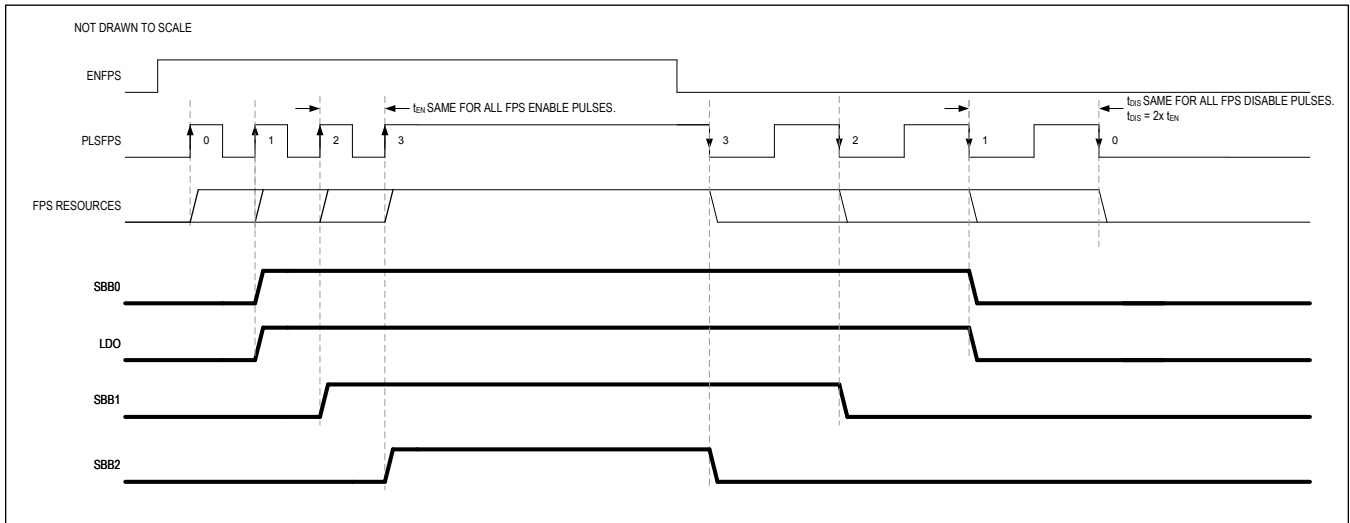 NOT DRAWN TO SCALE
ENFPS
tEN SAME FOR ALL FPS ENABLE PULSES.
tDIS SAME FOR ALL FPS DISABLE PULSES.
tDIS = 2x tEN
PLSFPS
0 1 2 3 3 2 1 0
FPS RESOURCES
SBB0
LDO
SBB1
SBB2